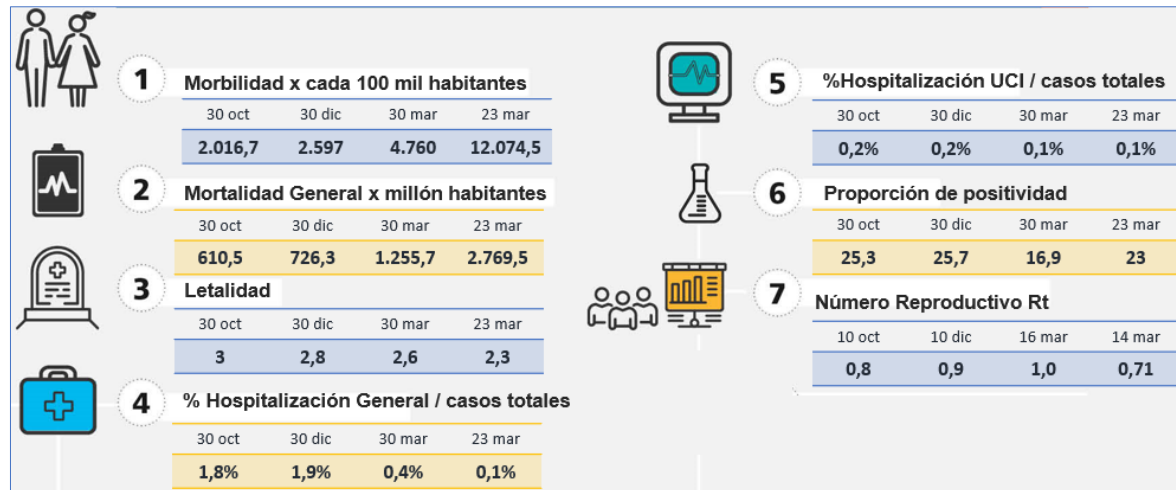 1 Morbilidad x cada 100 mil habitantes
30 oct 30 dic 30 mar 23 mar
2.016,7 2.597 4.760 12.074,5
2 Mortalidad General x millón habitantes
30 oct 30 dic 30 mar 23 mar
610,5 726,3 1.255,7 2.769,5
3 Letalidad
30 oct 30 dic 30 mar 23 mar
3 2,8 2,6 2,3
4 % Hospitalización General / casos totales
30 oct 30 dic 30 mar 23 mar
1,8% 1,9% 0,4% 0,1%
5 %Hospitalización UCI / casos totales
30 oct 30 dic 30 mar 23 mar
0,2% 0,2% 0,1% 0,1%
6 Proporción de positividad
30 oct 30 dic 30 mar 23 mar
25,3 25,7 16,9 23
7 Número Reproductivo Rt
10 oct 10 dic 16 mar 14 mar
0,8 0,9 1,0 0,71